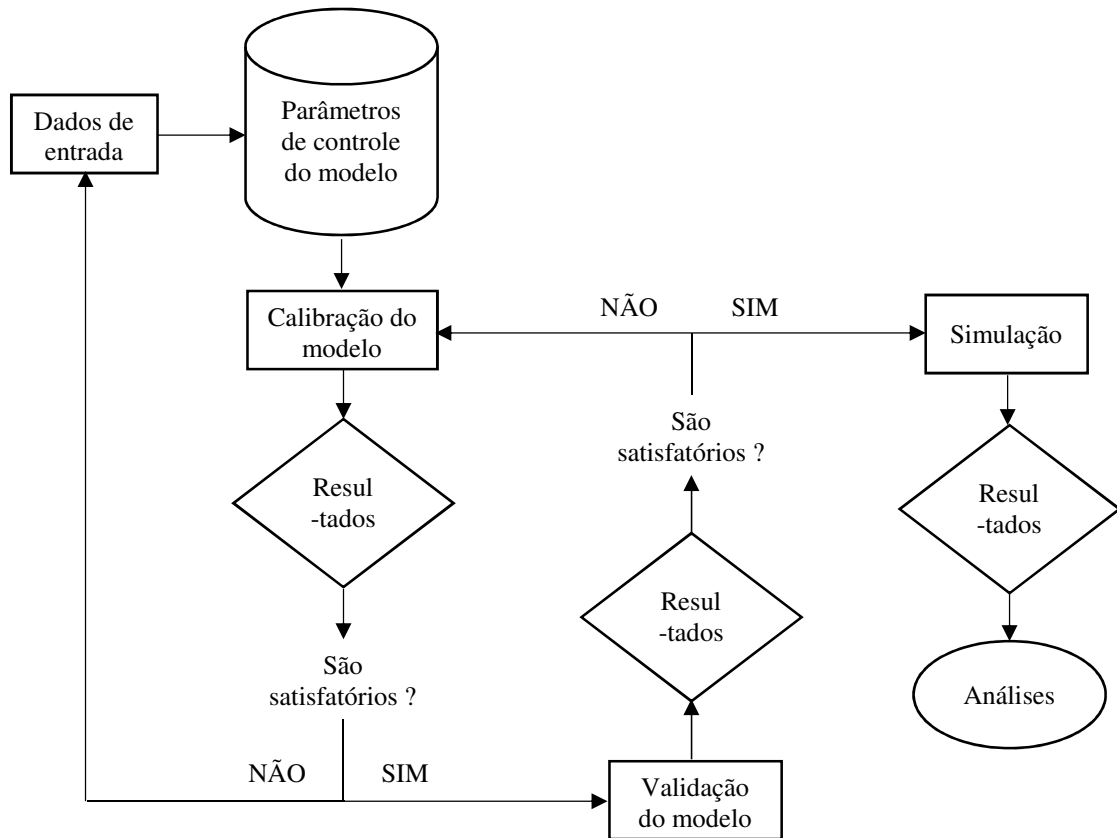 Dados de
entrada
Parâmetros
de controle
do modelo
Calibração do
modelo
NÃO
SIM
Simulação
Resul
-tados
São
satisfatórios ?
Resul
-tados
Resul
-tados
São
satisfatórios ?
Análises
NÃO
SIM
Validação
do modelo